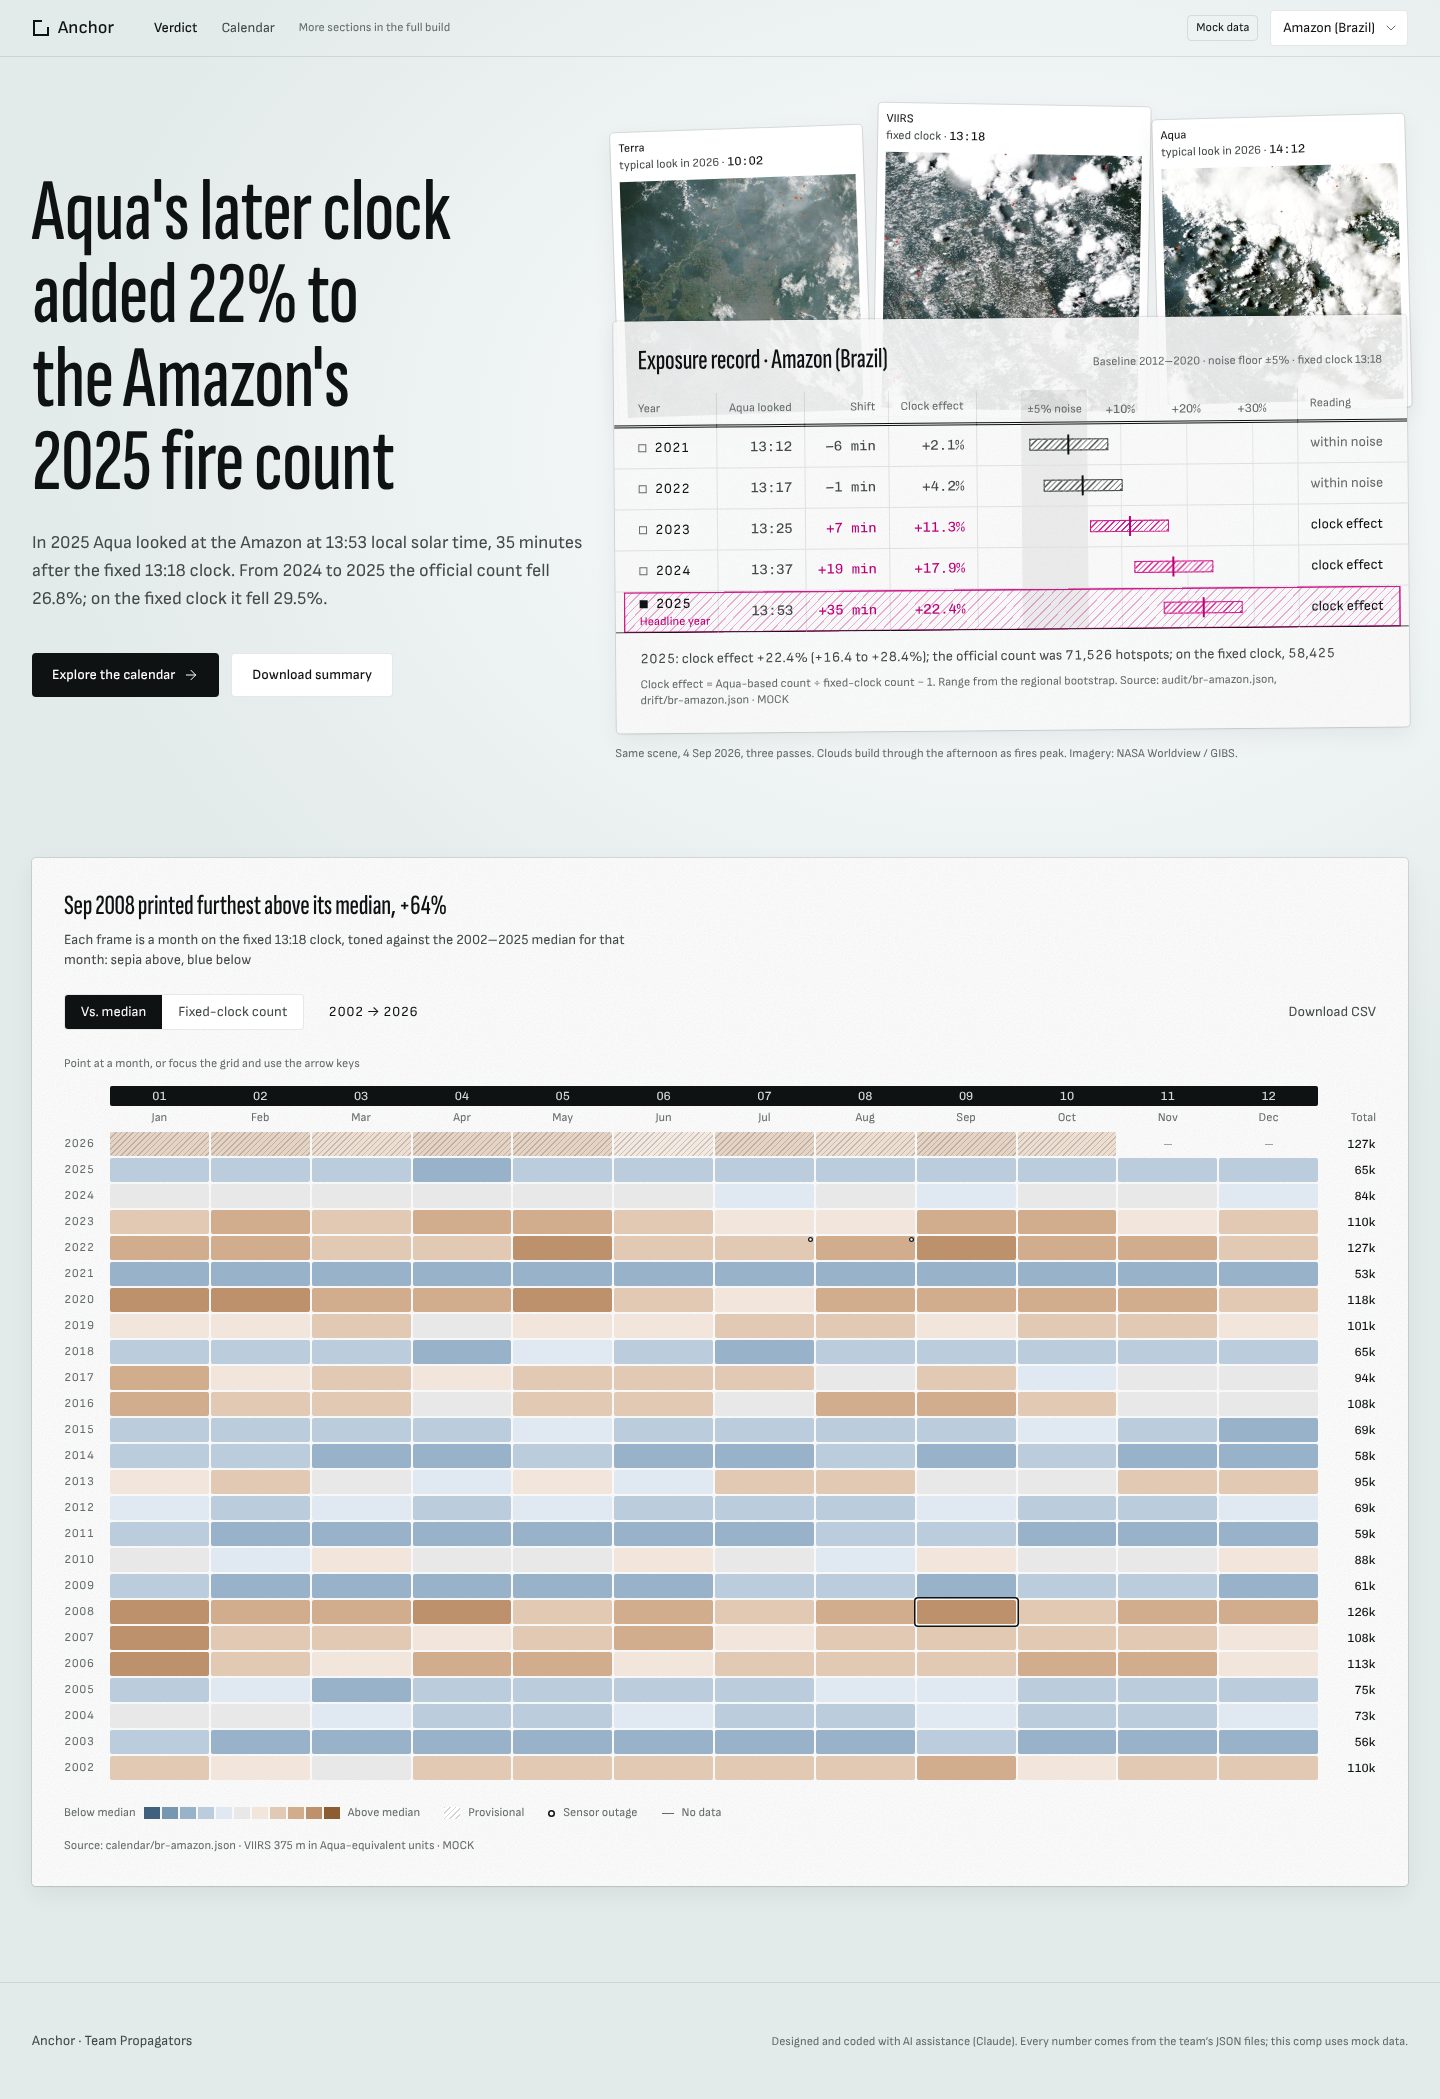 Anchor
Verdict
Calendar
More sections in the full build
Mock data
Amazon (Brazil)
Aqua's later clock
added 22% to
the Amazon's
2025 fire count
In 2025 Aqua looked at the Amazon at 13:53 local solar time, 35 minutes
after the fixed 13:18 clock. From 2024 to 2025 the official count fell
26.8%; on the fixed clock it fell 29.5%.
Explore the calendar →
Download summary
Terra
typical look in 2026 · 10:02
VIIRS
fixed clock · 13:18
Aqua
typical look in 2026 · 14:12
Exposure record · Amazon (Brazil)
Baseline 2012–2020 · noise floor ±5% · fixed clock 13:18
Year Aqua looked Shift Clock effect ±5% noise +10% +20% +30% Reading
2021 13:12 −6 min +2.1% within noise
2022 13:17 −1 min +4.2% within noise
2023 13:25 +7 min +11.3% clock effect
2024 13:37 +19 min +17.9% clock effect
2025 13:53 +35 min +22.4% clock effect
Headline year
2025: clock effect +22.4% (+16.4 to +28.4%); the official count was 71,526 hotspots; on the fixed clock, 58,425
Clock effect = Aqua-based count ÷ fixed-clock count − 1. Range from the regional bootstrap. Source: audit/br-amazon.json,
drift/br-amazon.json · MOCK
Same scene, 4 Sep 2026, three passes. Clouds build through the afternoon as fires peak. Imagery: NASA Worldview / GIBS.
Sep 2008 printed furthest above its median, +64%
Each frame is a month on the fixed 13:18 clock, toned against the 2002–2025 median for that
month: sepia above, blue below
Vs. median
Fixed-clock count
2002 → 2026
Download CSV
Point at a month, or focus the grid and use the arrow keys
01 02 03 04 05 06 07 08 09 10 11 12
Jan Feb Mar Apr May Jun Jul Aug Sep Oct Nov Dec Total
2026 — — 127k
2025 65k
2024 84k
2023 110k
2022 127k
2021 53k
2020 118k
2019 101k
2018 65k
2017 94k
2016 108k
2015 69k
2014 58k
2013 95k
2012 69k
2011 59k
2010 88k
2009 61k
2008 126k
2007 108k
2006 113k
2005 75k
2004 73k
2003 56k
2002 110k
Below median Above median Provisional Sensor outage — No data
Source: calendar/br-amazon.json · VIIRS 375 m in Aqua-equivalent units · MOCK
Anchor · Team Propagators
Designed and coded with AI assistance (Claude). Every number comes from the team's JSON files; this comp uses mock data.